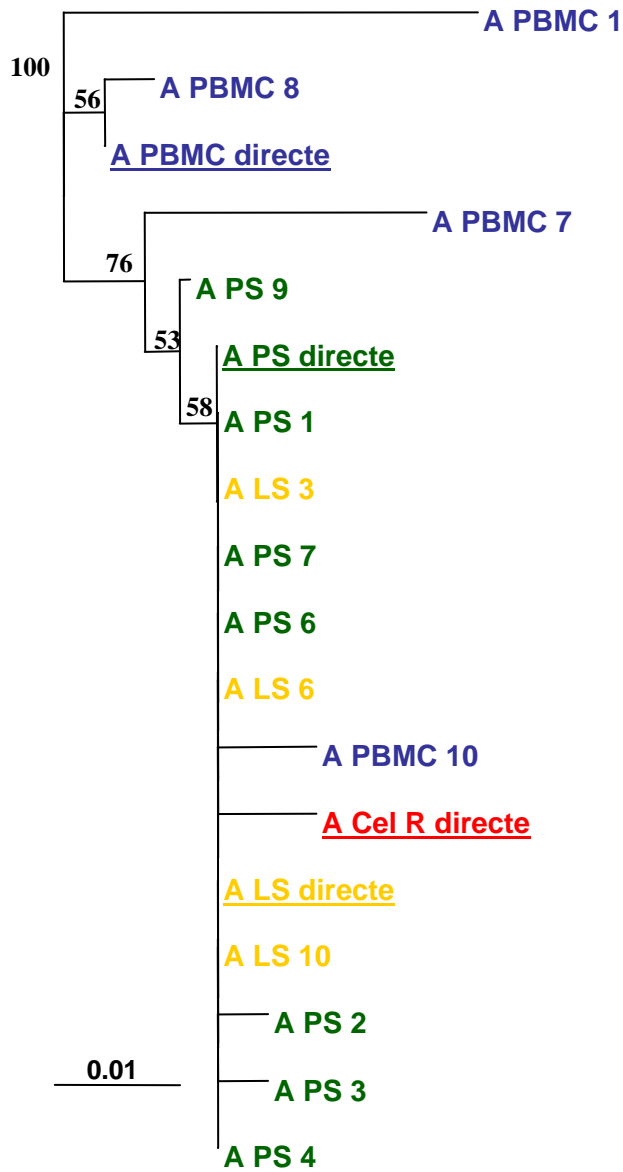 A PBMC 1
100
A PBMC 8
56
A PBMC directe
A PBMC 7
76
A PS 9
53
A PS directe
58
A PS 1
A LS 3
A PS 7
A PS 6
A LS 6
A PBMC 10
A Cel R directe
A LS directe
A LS 10
A PS 2
0.01
A PS 3
A PS 4